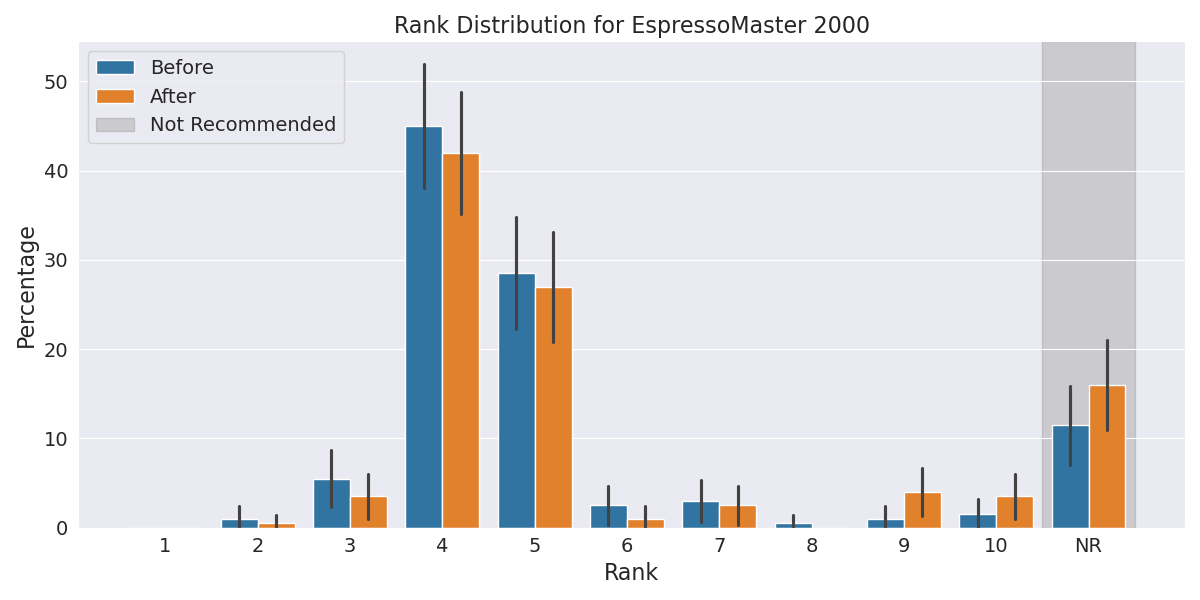 Rank Distribution for EspressoMaster 2000
Before
After
Not Recommended
Percentage
50
40
30
20
10
0
1 2 3 4 5 6 7 8 9 10 NR
Rank